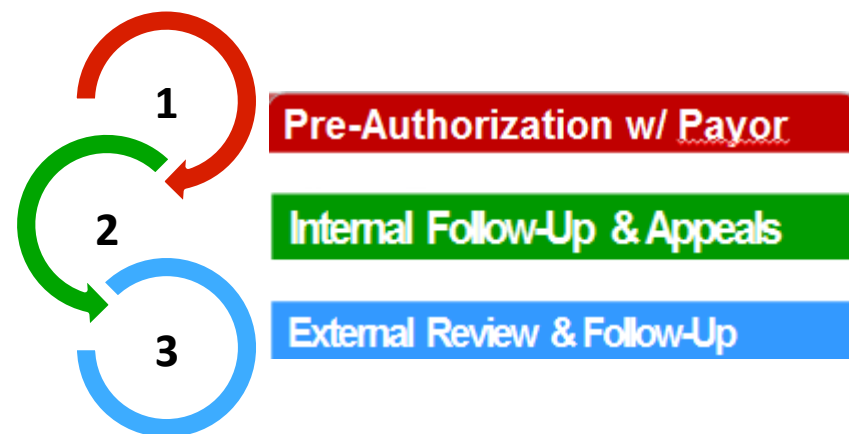 1
Pre-Authorization w/ Payor
2
Internal Follow-Up & Appeals
3
External Review & Follow-Up